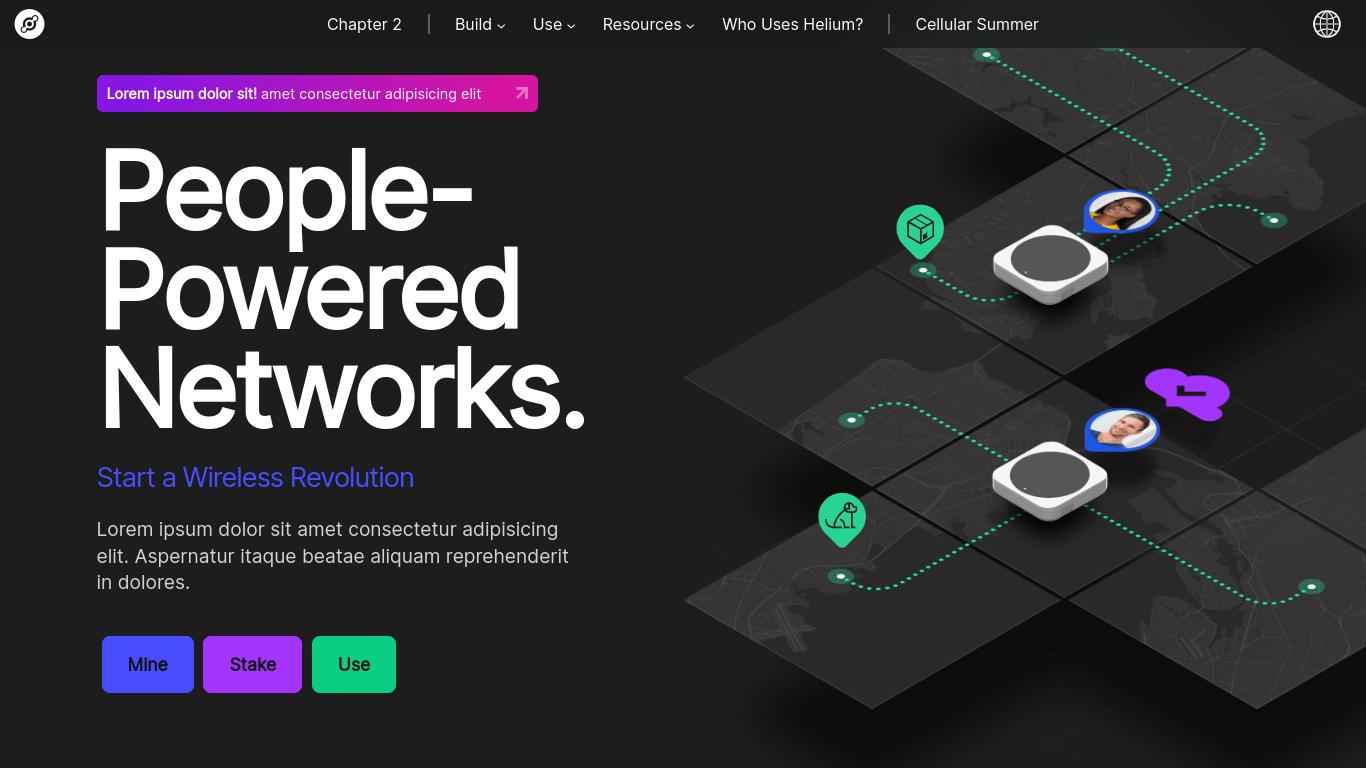 Chapter 2
Build
Use
Resources
Who Uses Helium?
Cellular Summer
Lorem ipsum dolor sit! amet consectetur adipisicing elit
People-
Powered
Networks.
Start a Wireless Revolution
Lorem ipsum dolor sit amet consectetur adipisicing
elit. Aspernatur itaque beatae aliquam reprehenderit
in dolores.
Mine
Stake
Use